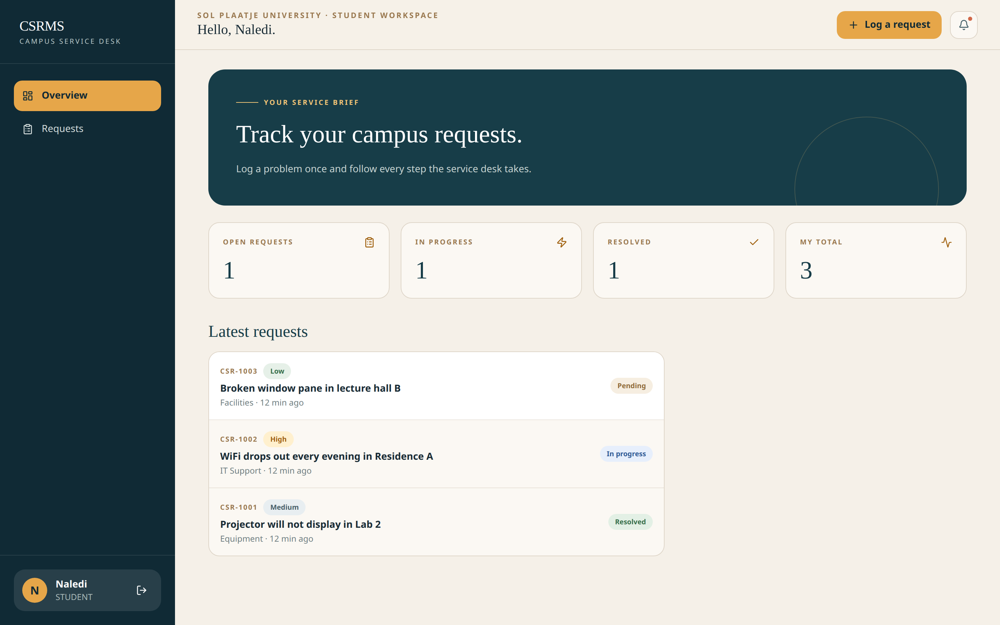 CSRMS
CAMPUS SERVICE DESK
Overview
Requests
N
Naledi
STUDENT
SOL PLAATJE UNIVERSITY · STUDENT WORKSPACE
Hello, Naledi.
Log a request
YOUR SERVICE BRIEF
Track your campus requests.
Log a problem once and follow every step the service desk takes.
OPEN REQUESTS
1
IN PROGRESS
1
RESOLVED
1
MY TOTAL
3
Latest requests
CSR-1003 Low
Broken window pane in lecture hall B
Facilities · 12 min ago
Pending
CSR-1002 High
WiFi drops out every evening in Residence A
IT Support · 12 min ago
In progress
CSR-1001 Medium
Projector will not display in Lab 2
Equipment · 12 min ago
Resolved